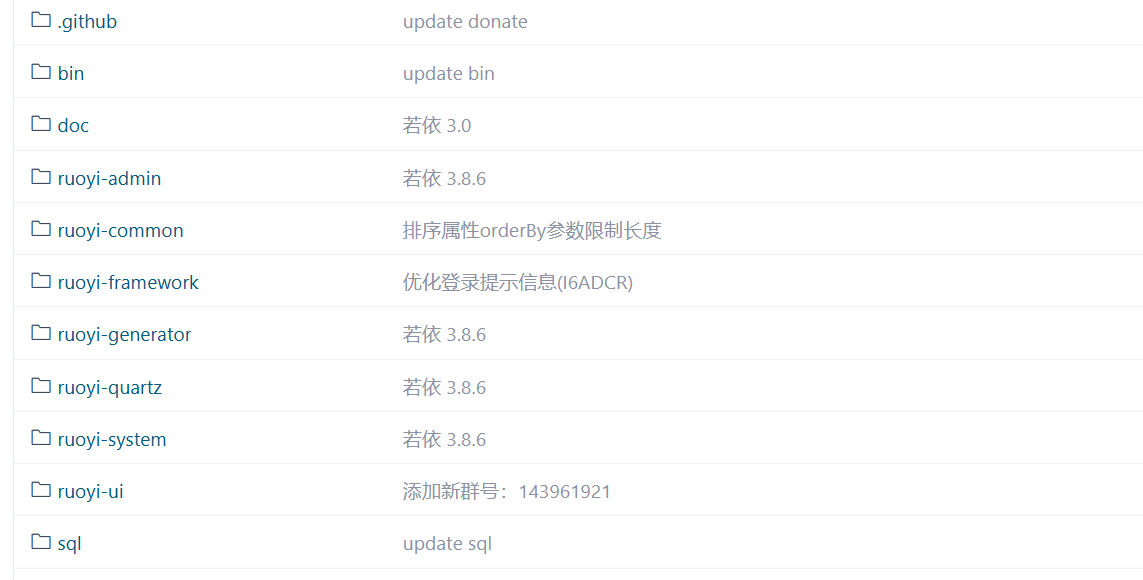 .github update donate
bin update bin
doc 若依 3.0
ruoyi-admin 若依 3.8.6
ruoyi-common 排序属性orderBy参数限制长度
ruoyi-framework 优化登录提示信息(I6ADCR)
ruoyi-generator 若依 3.8.6
ruoyi-quartz 若依 3.8.6
ruoyi-system 若依 3.8.6
ruoyi-ui 添加新群号：143961921
sql update sql